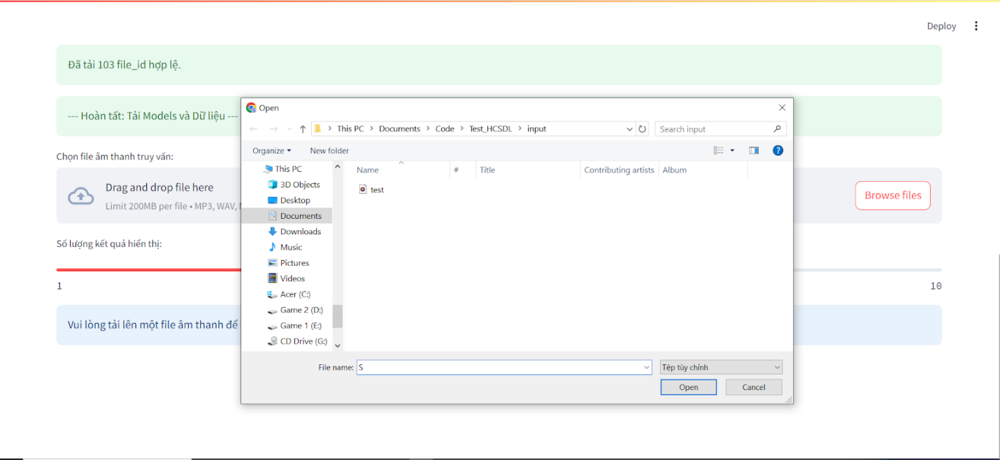 Deploy
Đã tải 103 file_id hợp lệ.
--- Hoàn tất: Tải Models và Dữ liệu ---
Chọn file âm thanh truy vấn:
Drag and drop file here
Limit 200MB per file • MP3, WAV,
Browse files
Số lượng kết quả hiển thị:
1
10
Vui lòng tải lên một file âm thanh để
Open
This PC > Documents > Code > Test_HCSDL > input
Search input
Organize
New folder
This PC
3D Objects
Desktop
Documents
Downloads
Music
Pictures
Videos
Acer (C:)
Game 2 (D:)
Game 1 (E:)
CD Drive (G:)
Name # Title Contributing artists Album
test
File name: S
Tệp tùy chỉnh
Open
Cancel